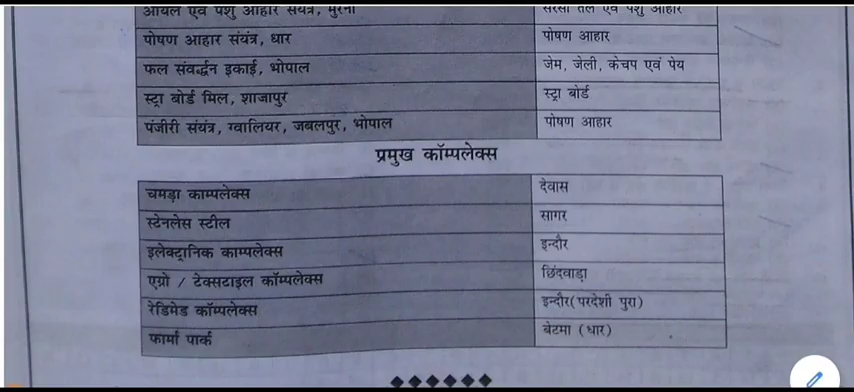 आयल एवं पशु आहार संयंत्र, मुरैना सरसों तेल एवं पशु आहार
पोषण आहार संयंत्र, धार पोषण आहार
फल संवर्द्धन इकाई, भोपाल जेम, जेली, केचप एवं पेय
स्ट्रा बोर्ड मिल, शाजापुर स्ट्रा बोर्ड
पंजीरी संयंत्र, ग्वालियर, जबलपुर, भोपाल पोषण आहार
प्रमुख कॉम्पलेक्स
चमड़ा काम्पलेक्स देवास
स्टेनलेस स्टील सागर
इलेक्ट्रानिक काम्पलेक्स इन्दौर
एग्रो / टेक्सटाइल कॉम्पलेक्स छिंदवाड़ा
रेडिमेड कॉम्पलेक्स इन्दौर(परदेशी पुरा)
फार्मा पार्क बेटमा (धार)